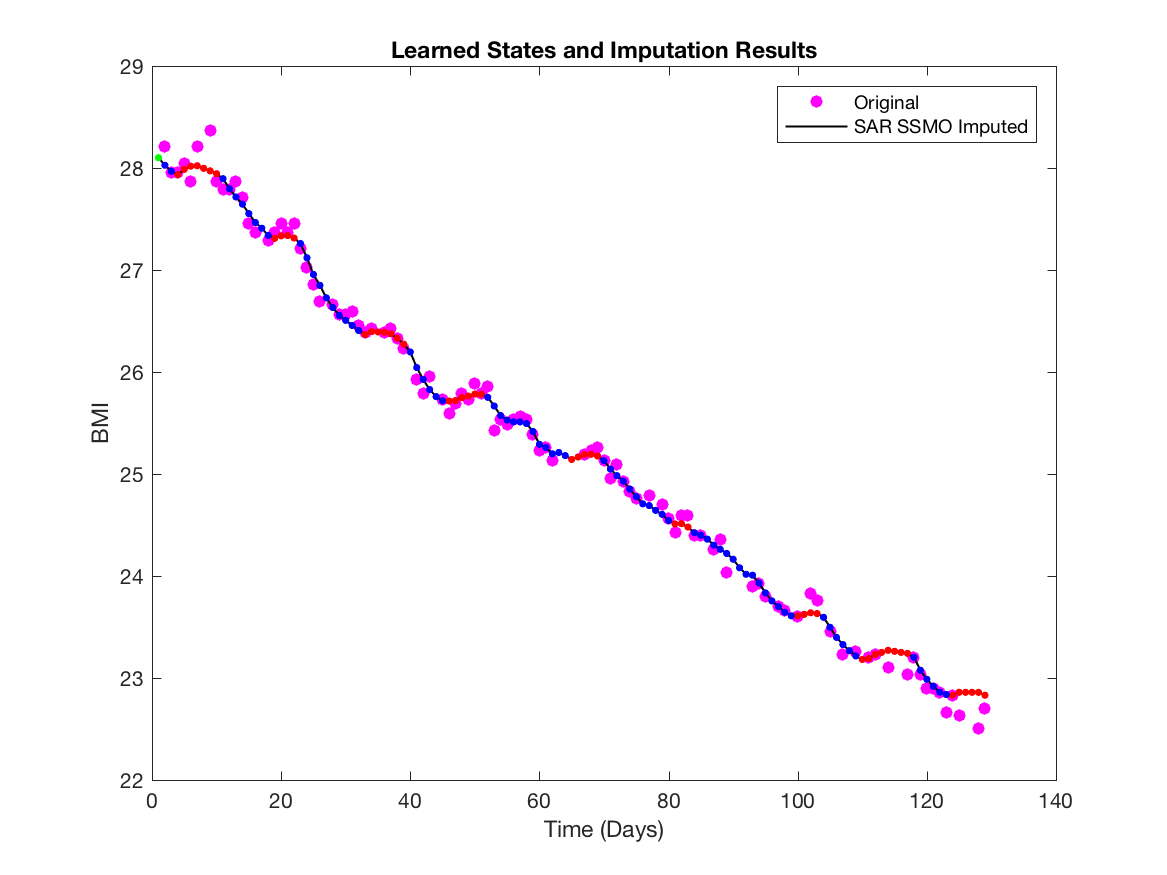 Learned States and Imputation Results
29
28
27
26
25
24
23
22
BMI
Original
SAR SSMO Imputed
0 20 40 60 80 100 120 140
Time (Days)